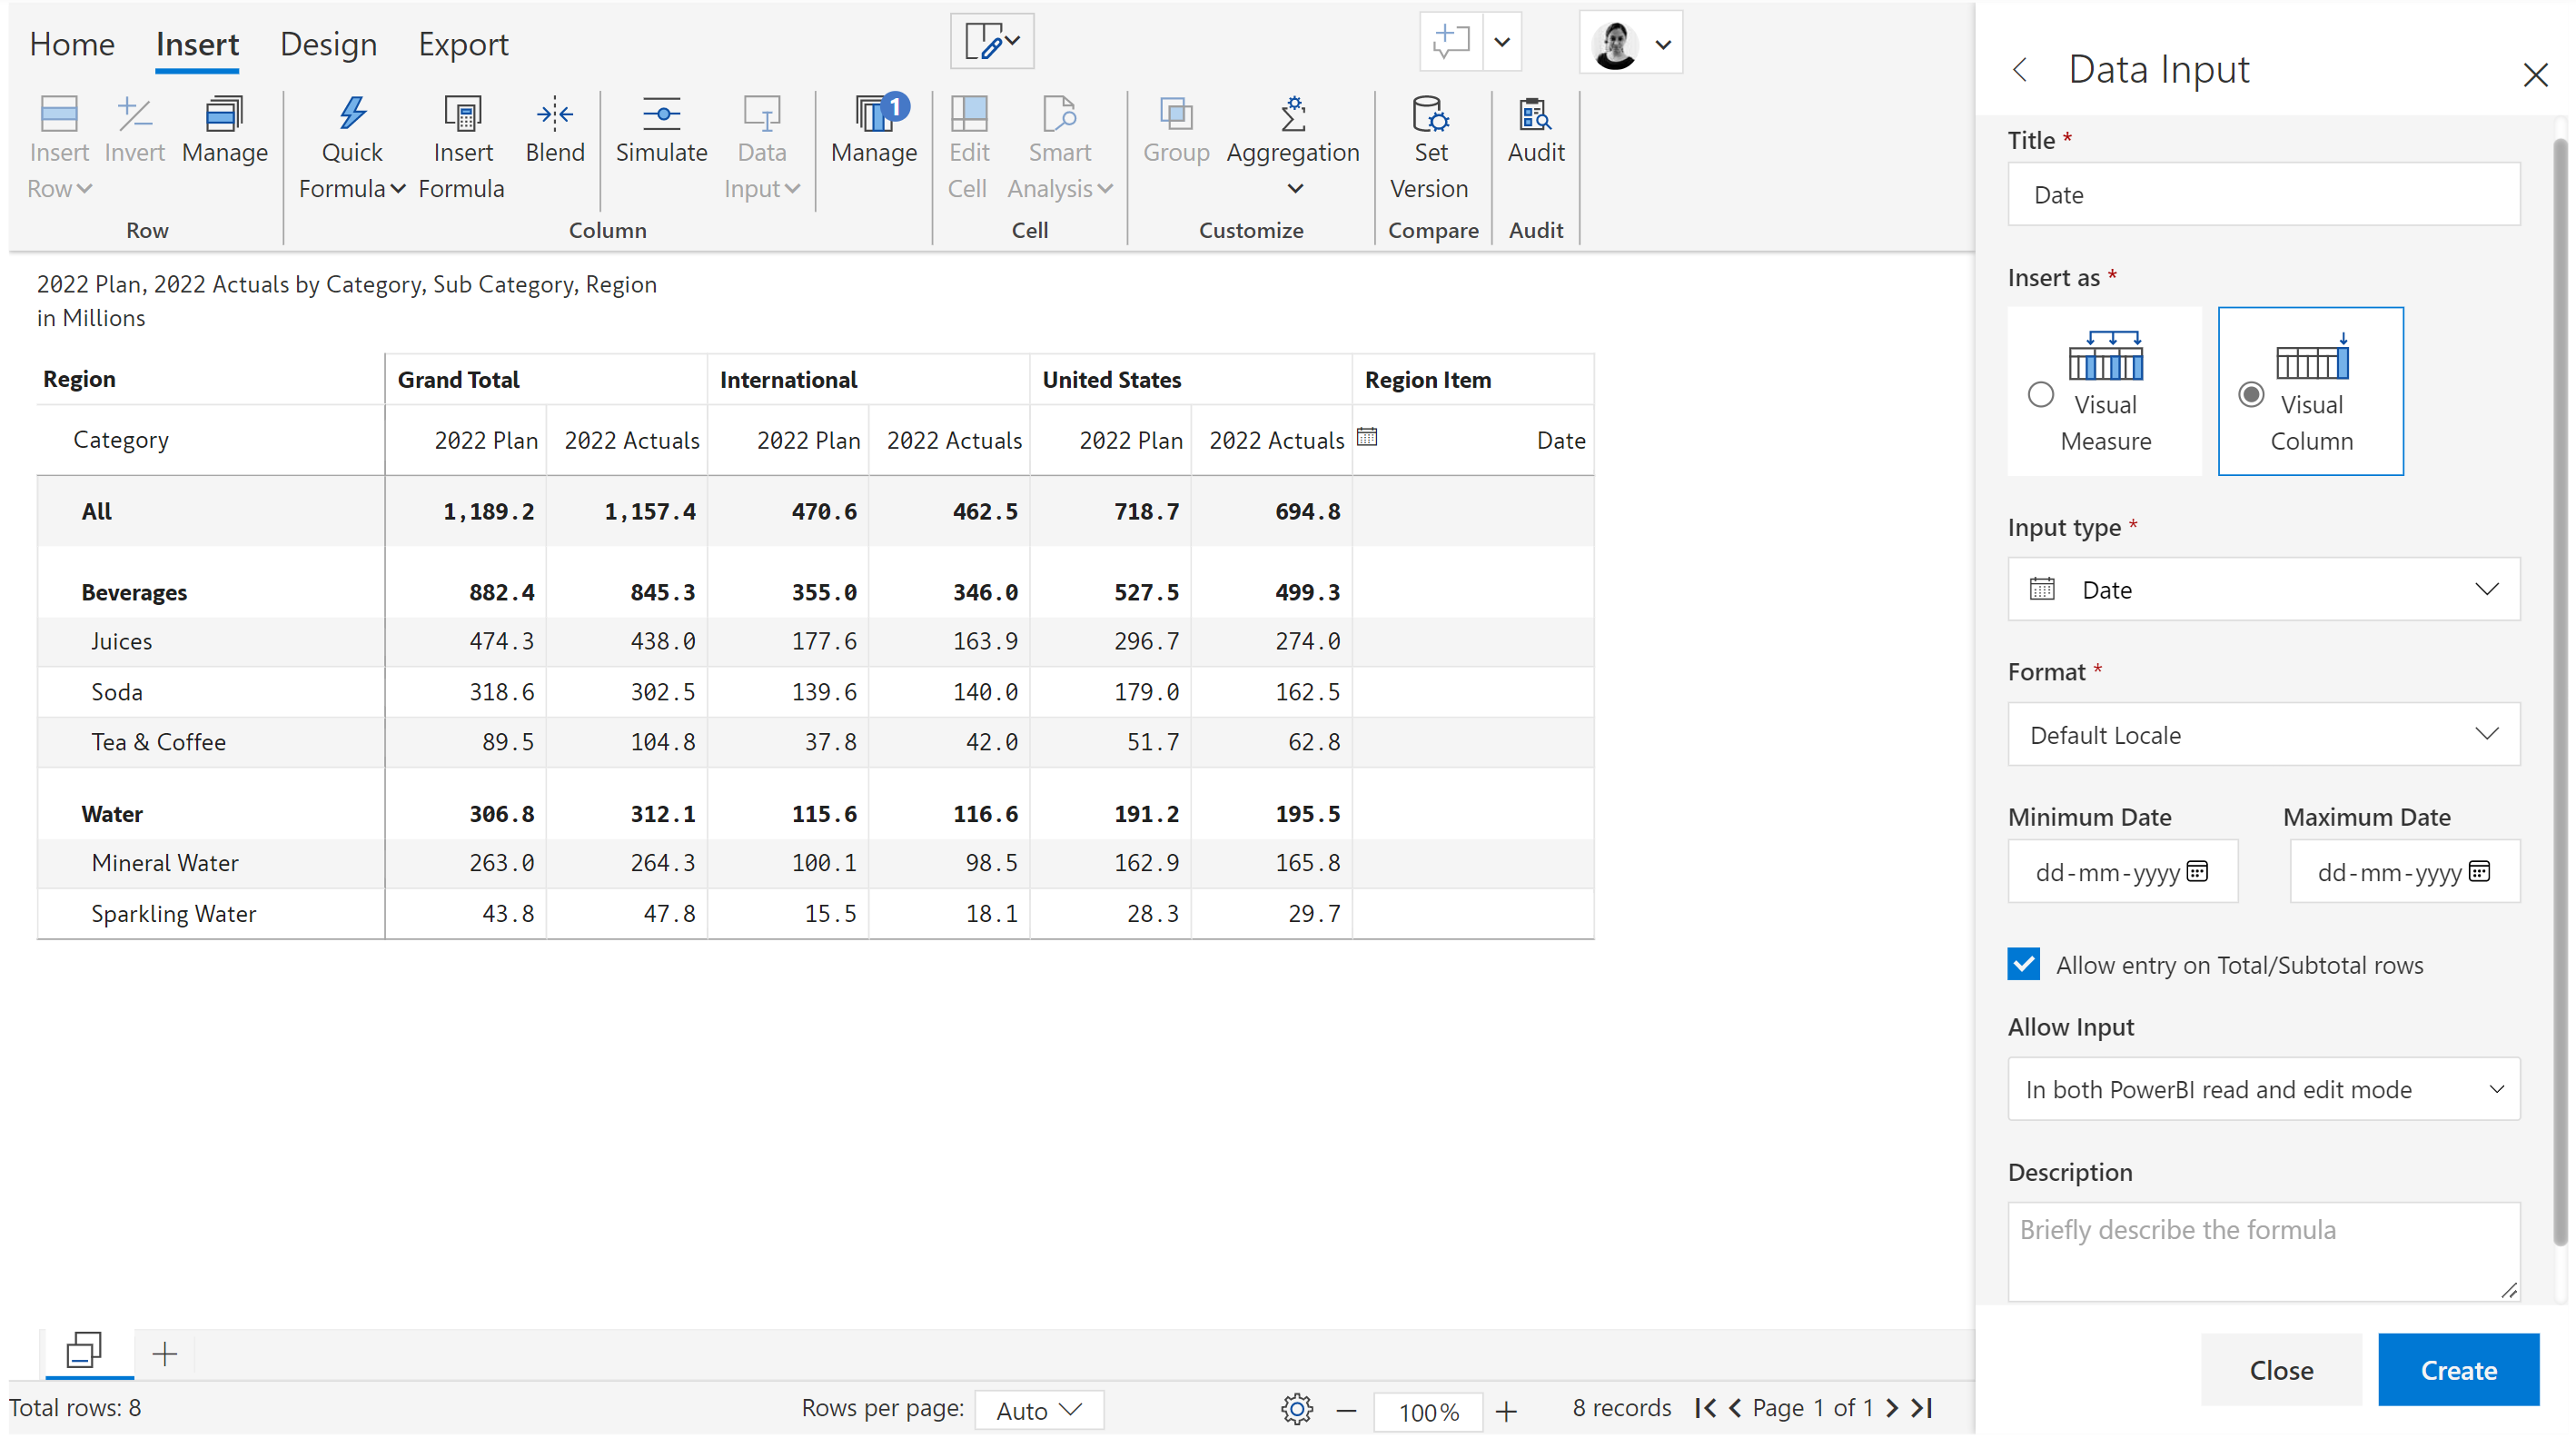 Home Insert Design Export
1
Insert Row Invert Manage Quick Formula Insert Formula Blend Simulate Data Input Manage Edit Cell Smart Analysis Group Aggregation Set Version Audit
Row Column Cell Customize Compare Audit
2022 Plan, 2022 Actuals by Category, Sub Category, Region
in Millions
Region Grand Total International United States Region Item
Category 2022 Plan 2022 Actuals 2022 Plan 2022 Actuals 2022 Plan 2022 Actuals Date
All 1,189.2 1,157.4 470.6 462.5 718.7 694.8
Beverages 882.4 845.3 355.0 346.0 527.5 499.3
Juices 474.3 438.0 177.6 163.9 296.7 274.0
Soda 318.6 302.5 139.6 140.0 179.0 162.5
Tea & Coffee 89.5 104.8 37.8 42.0 51.7 62.8
Water 306.8 312.1 115.6 116.6 191.2 195.5
Mineral Water 263.0 264.3 100.1 98.5 162.9 165.8
Sparkling Water 43.8 47.8 15.5 18.1 28.3 29.7
Total rows: 8 Rows per page: Auto 100% 8 records Page 1 of 1
Data Input
Title *
Date
Insert as *
Visual Measure
Visual Column
Input type *
Date
Format *
Default Locale
Minimum Date Maximum Date
dd-mm-yyyy dd-mm-yyyy
Allow entry on Total/Subtotal rows
Allow Input
In both PowerBI read and edit mode
Description
Briefly describe the formula
Close Create